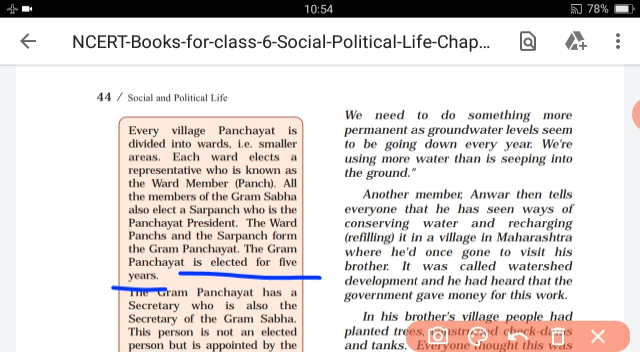 10:54
78%
NCERT-Books-for-class-6-Social-Political-Life-Chap...
44 / Social and Political Life
Every village Panchayat is
divided into wards, i.e. smaller
areas. Each ward elects a
representative who is known as
the Ward Member (Panch). All
the members of the Gram Sabha
also elect a Sarpanch who is the
Panchayat President. The Ward
Panchs and the Sarpanch form
the Gram Panchayat. The Gram
Panchayat is elected for five
years.
The Gram Panchayat has a
Secretary who is also the
Secretary of the Gram Sabha.
This person is not an elected
person but is appointed by the
We need to do something more
permanent as groundwater levels seem
to be going down every year. We're
using more water than is seeping into
the ground."
Another member, Anwar then tells
everyone that he has seen ways of
conserving water and recharging
(refilling) it in a village in Maharashtra
where he'd once gone to visit his
brother. It was called watershed
development and he had heard that the
government gave money for this work.
In his brother's village people had
planted trees, constructed check-dams
and tanks. Everyone thought this was